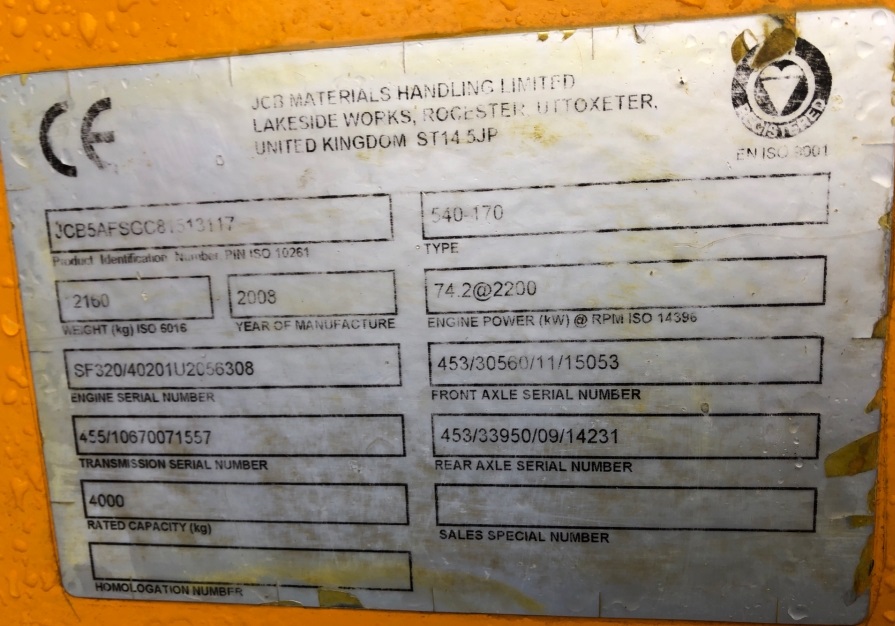 CE
JCB MATERIALS HANDLING LIMITED
LAKESIDE WORKS, ROCESTER, UTTOXETER,
UNITED KINGDOM ST14 5JP
REGISTERED
EN ISO 9001
540-170
Product Identification Number PIN ISO 10261
TYPE
2008
74.2@2200
WEIGHT (kg) ISO 6016
YEAR OF MANUFACTURE
ENGINE POWER (kW) @ RPM ISO 14396
SF320/40201U2056308
453/30560/11/15053
ENGINE SERIAL NUMBER
FRONT AXLE SERIAL NUMBER
455/10670071557
453/33950/09/14231
TRANSMISSION SERIAL NUMBER
REAR AXLE SERIAL NUMBER
4000
RATED CAPACITY (kg)
SALES SPECIAL NUMBER
HOMOLOGATION NUMBER